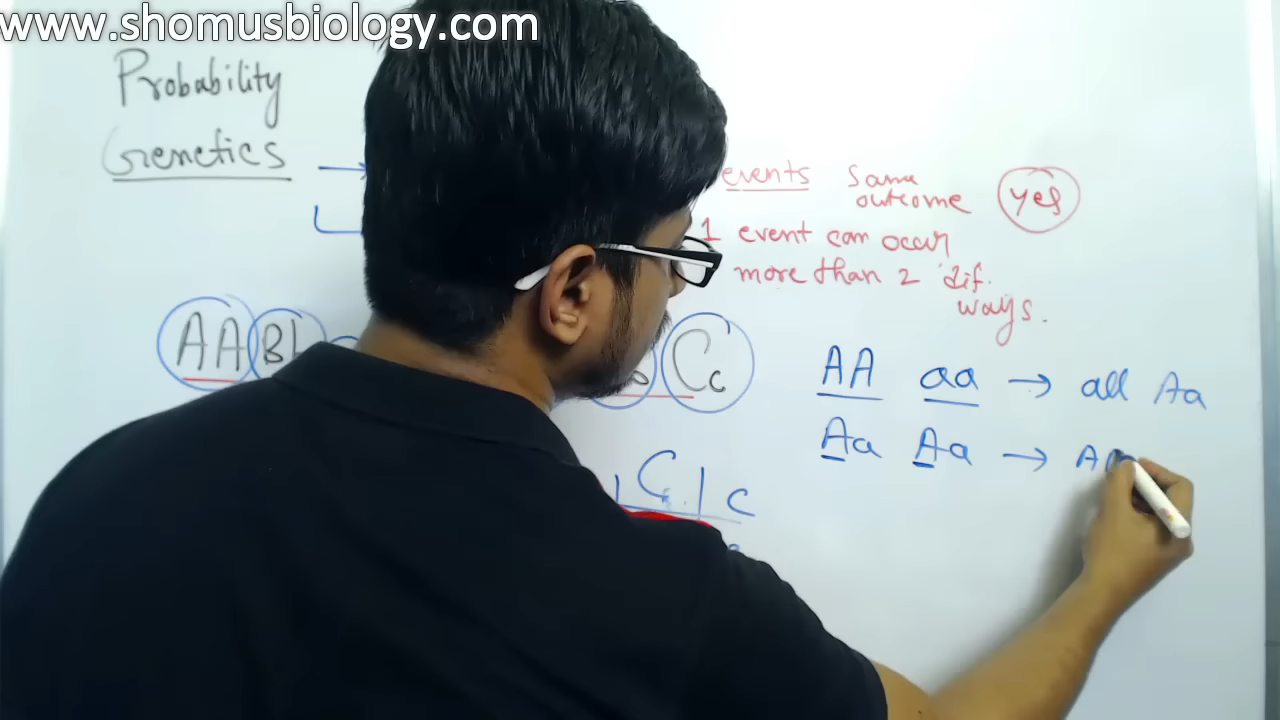 www.shomusbiology.com
Probability
Genetics →
events same
outcome yes
1 event can occur
more than 2 dif.
ways.
AA Bb Cc
AA aa → all Aa
Aa Aa → A
C c